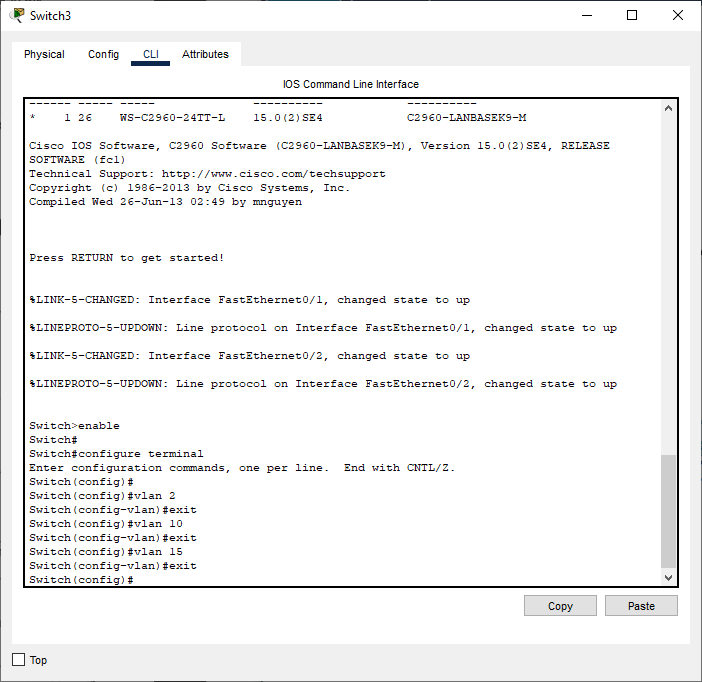 Switch3
Physical Config CLI Attributes
IOS Command Line Interface
------ ----- ----- ---------- ----------
* 1 26 WS-C2960-24TT-L 15.0(2)SE4 C2960-LANBASEK9-M
Cisco IOS Software, C2960 Software (C2960-LANBASEK9-M), Version 15.0(2)SE4, RELEASE
SOFTWARE (fc1)
Technical Support: http://www.cisco.com/techsupport
Copyright (c) 1986-2013 by Cisco Systems, Inc.
Compiled Wed 26-Jun-13 02:49 by mnguyen
Press RETURN to get started!
%LINK-5-CHANGED: Interface FastEthernet0/1, changed state to up
%LINEPROTO-5-UPDOWN: Line protocol on Interface FastEthernet0/1, changed state to up
%LINK-5-CHANGED: Interface FastEthernet0/2, changed state to up
%LINEPROTO-5-UPDOWN: Line protocol on Interface FastEthernet0/2, changed state to up
Switch>enable
Switch#
Switch#configure terminal
Enter configuration commands, one per line. End with CNTL/Z.
Switch(config)#
Switch(config)#vlan 2
Switch(config-vlan)#exit
Switch(config)#vlan 10
Switch(config-vlan)#exit
Switch(config)#vlan 15
Switch(config-vlan)#exit
Switch(config)#
Copy Paste
Top